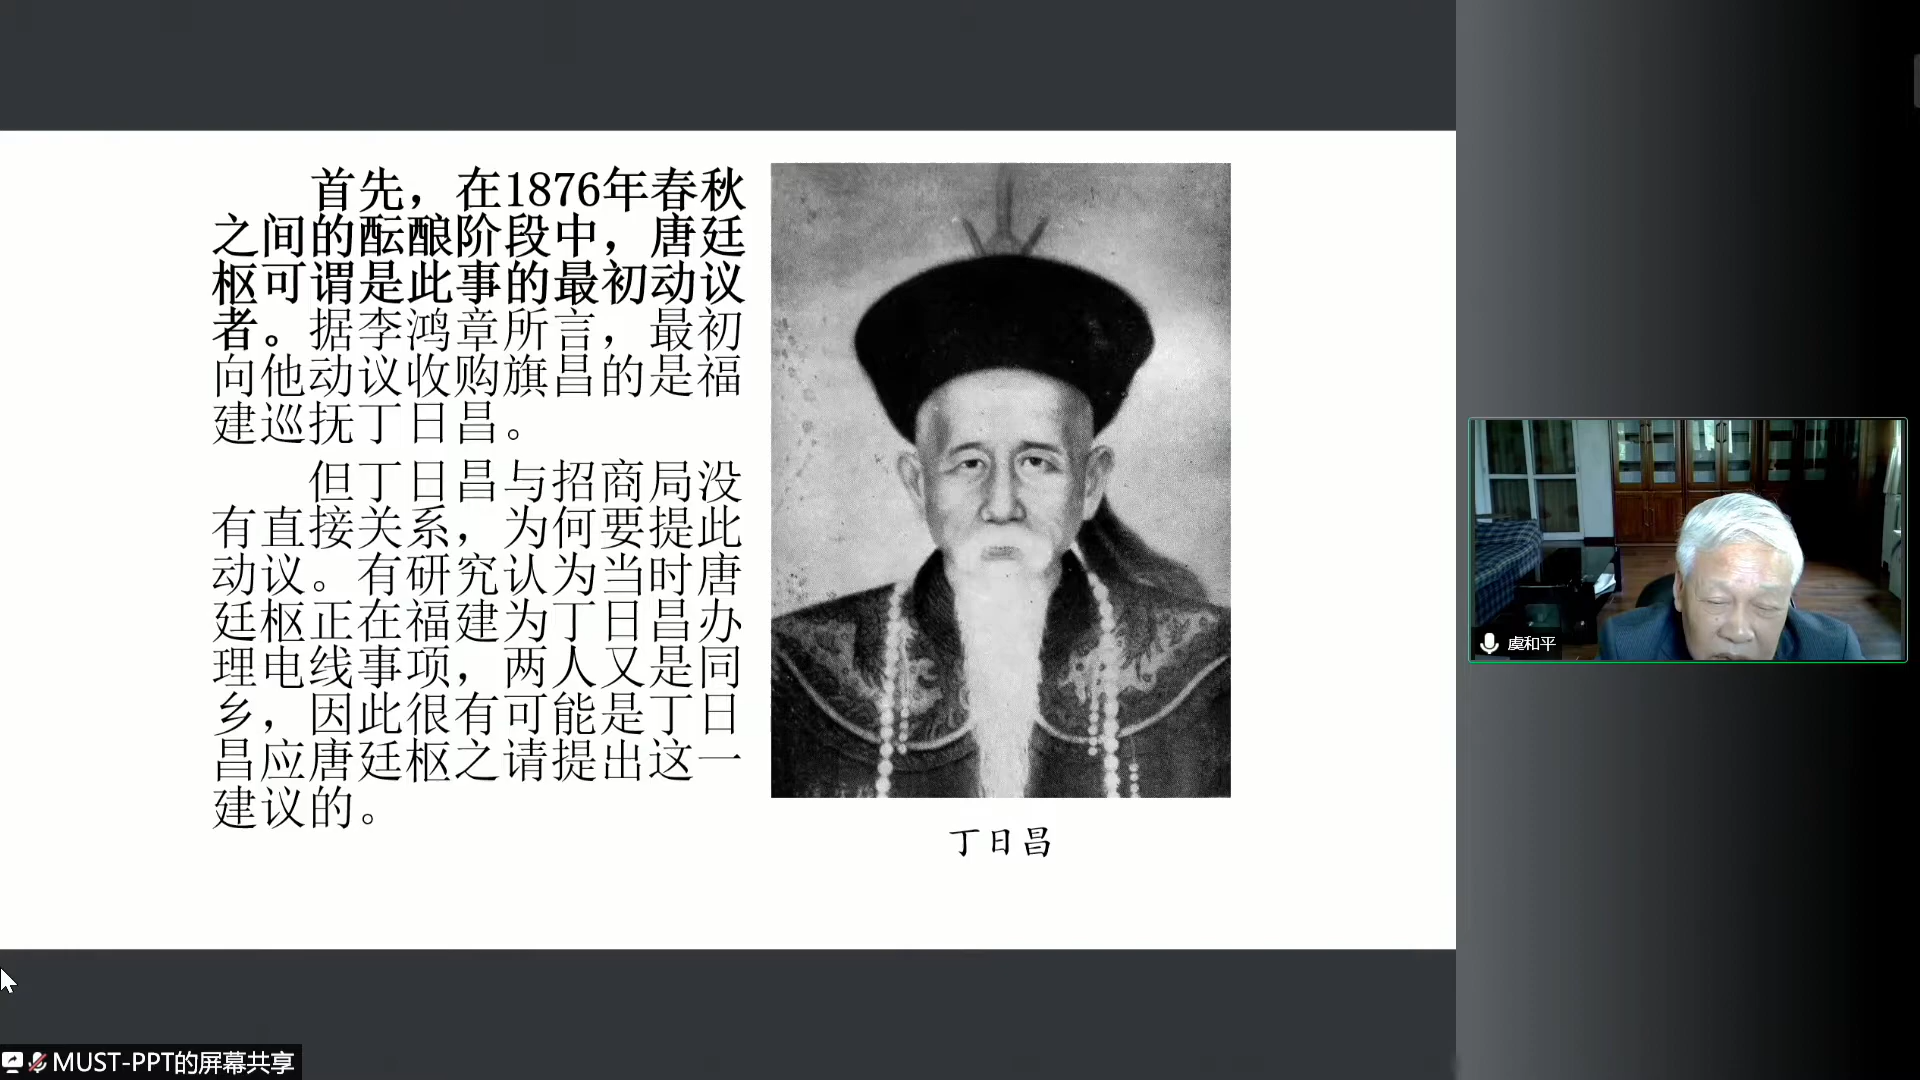 首先，在1876年春秋
之间的酝酿阶段中，唐廷
枢可谓是此事的最初动议
者。据李鸿章所言，最初
向他动议收购旗昌的是福
建巡抚丁日昌。
但丁日昌与招商局没
有直接关系，为何要提此
动议。有研究认为当时唐
廷枢正在福建为丁日昌办
理电线事项，两人又是同
乡，因此很有可能是丁日
昌应唐廷枢之请提出这一
建议的。
丁日昌
虞和平
MUST-PPT的屏幕共享